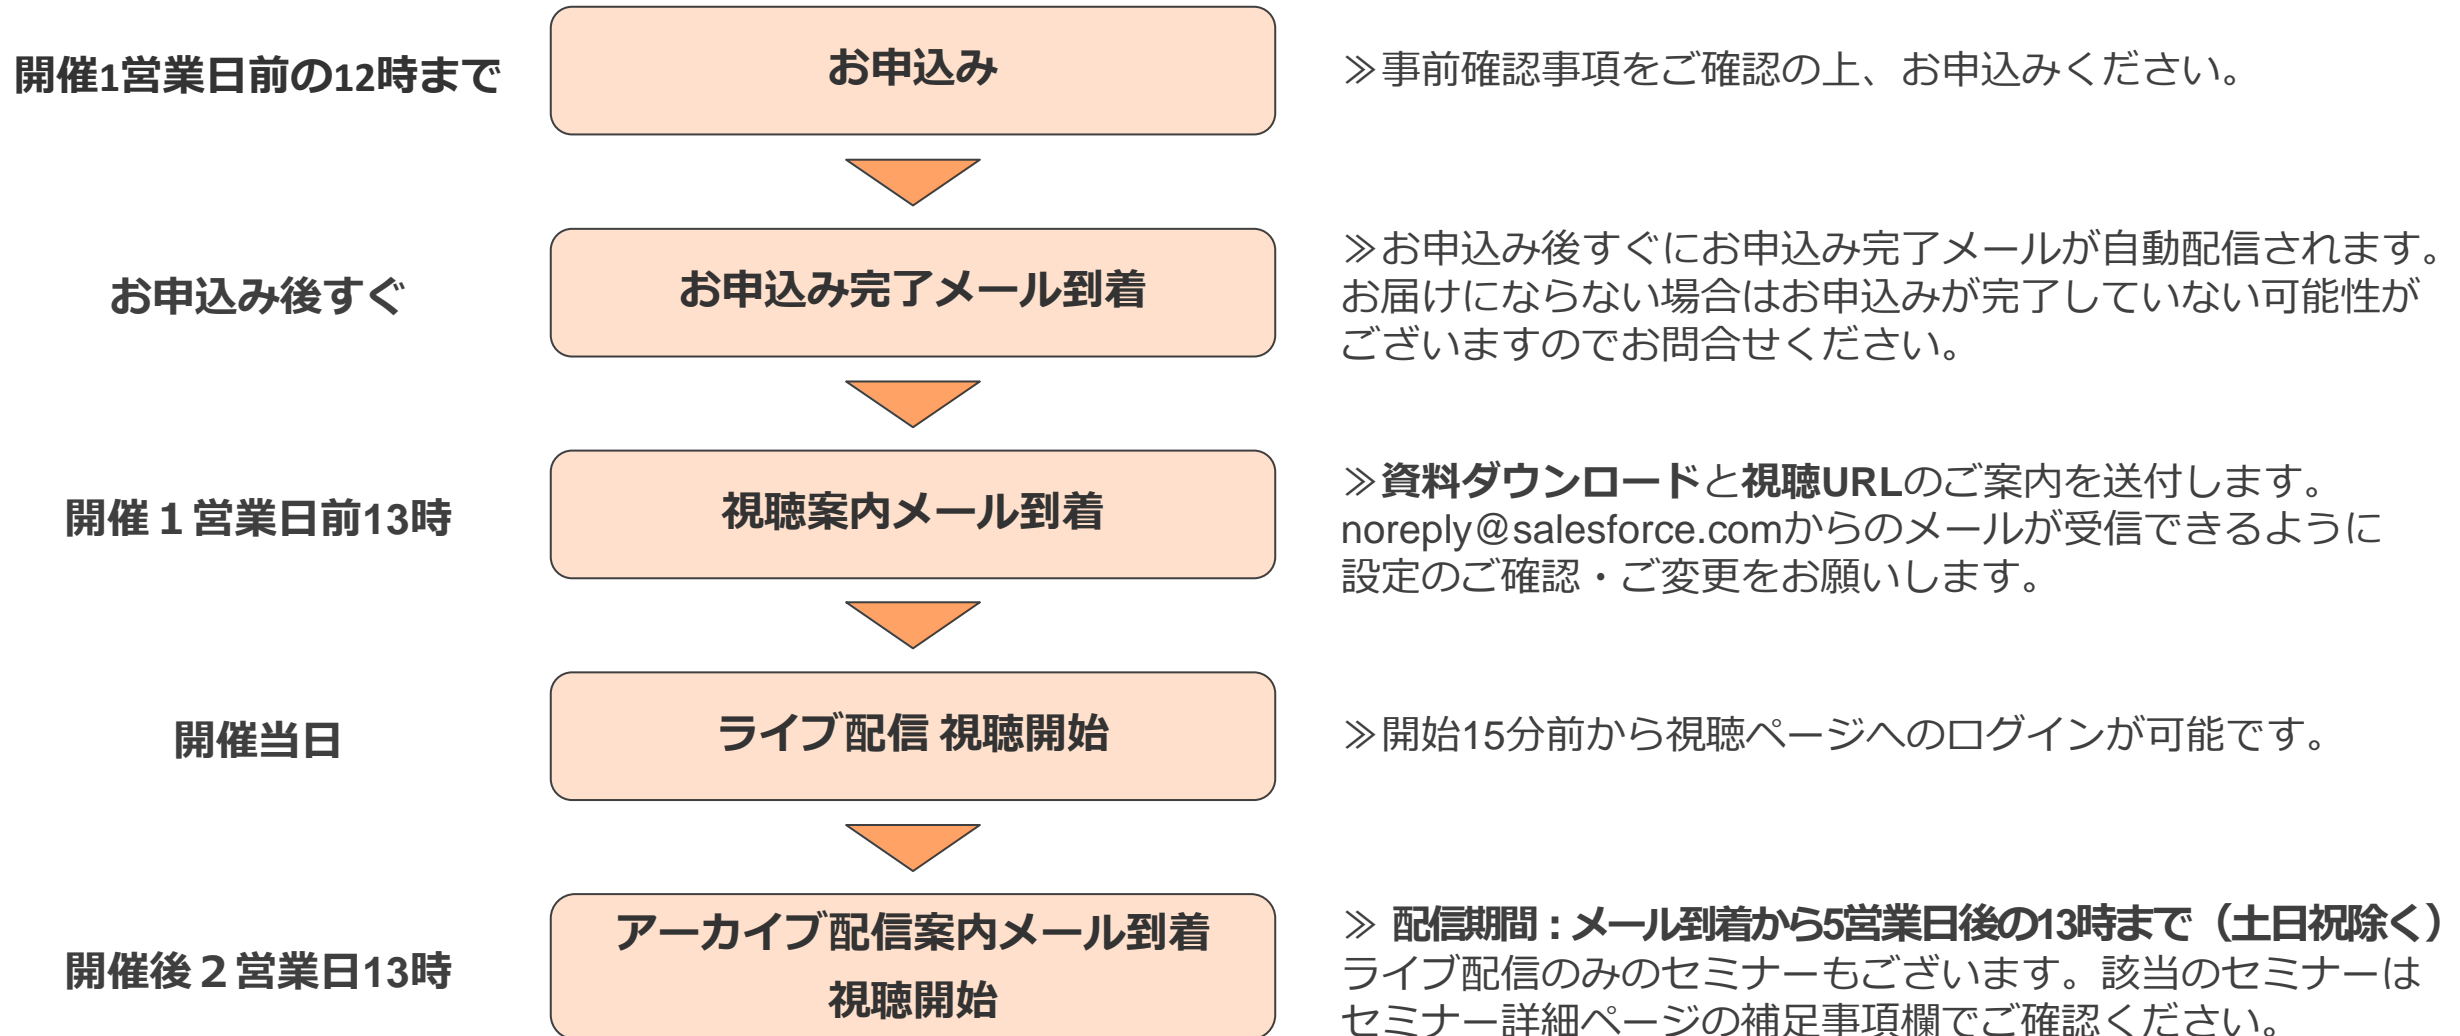 開催1営業日前の12時まで
お申込み
≫事前確認事項をご確認の上、お申込みください。
お申込み後すぐ
お申込み完了メール到着
≫お申込み後すぐにお申込み完了メールが自動配信されます。
お届けにならない場合はお申込みが完了していない可能性が
ございますのでお問合せください。
開催１営業日前13時
視聴案内メール到着
≫資料ダウンロードと視聴URLのご案内を送付します。
noreply@salesforce.comからのメールが受信できるように
設定のご確認・ご変更をお願いします。
開催当日
ライブ配信 視聴開始
≫開始15分前から視聴ページへのログインが可能です。
開催後２営業日13時
アーカイブ配信案内メール到着
視聴開始
≫ 配信期間：メール到着から5営業日後の13時まで（土日祝除く）
ライブ配信のみのセミナーもございます。該当のセミナーは
セミナー詳細ページの補足事項欄でご確認ください。